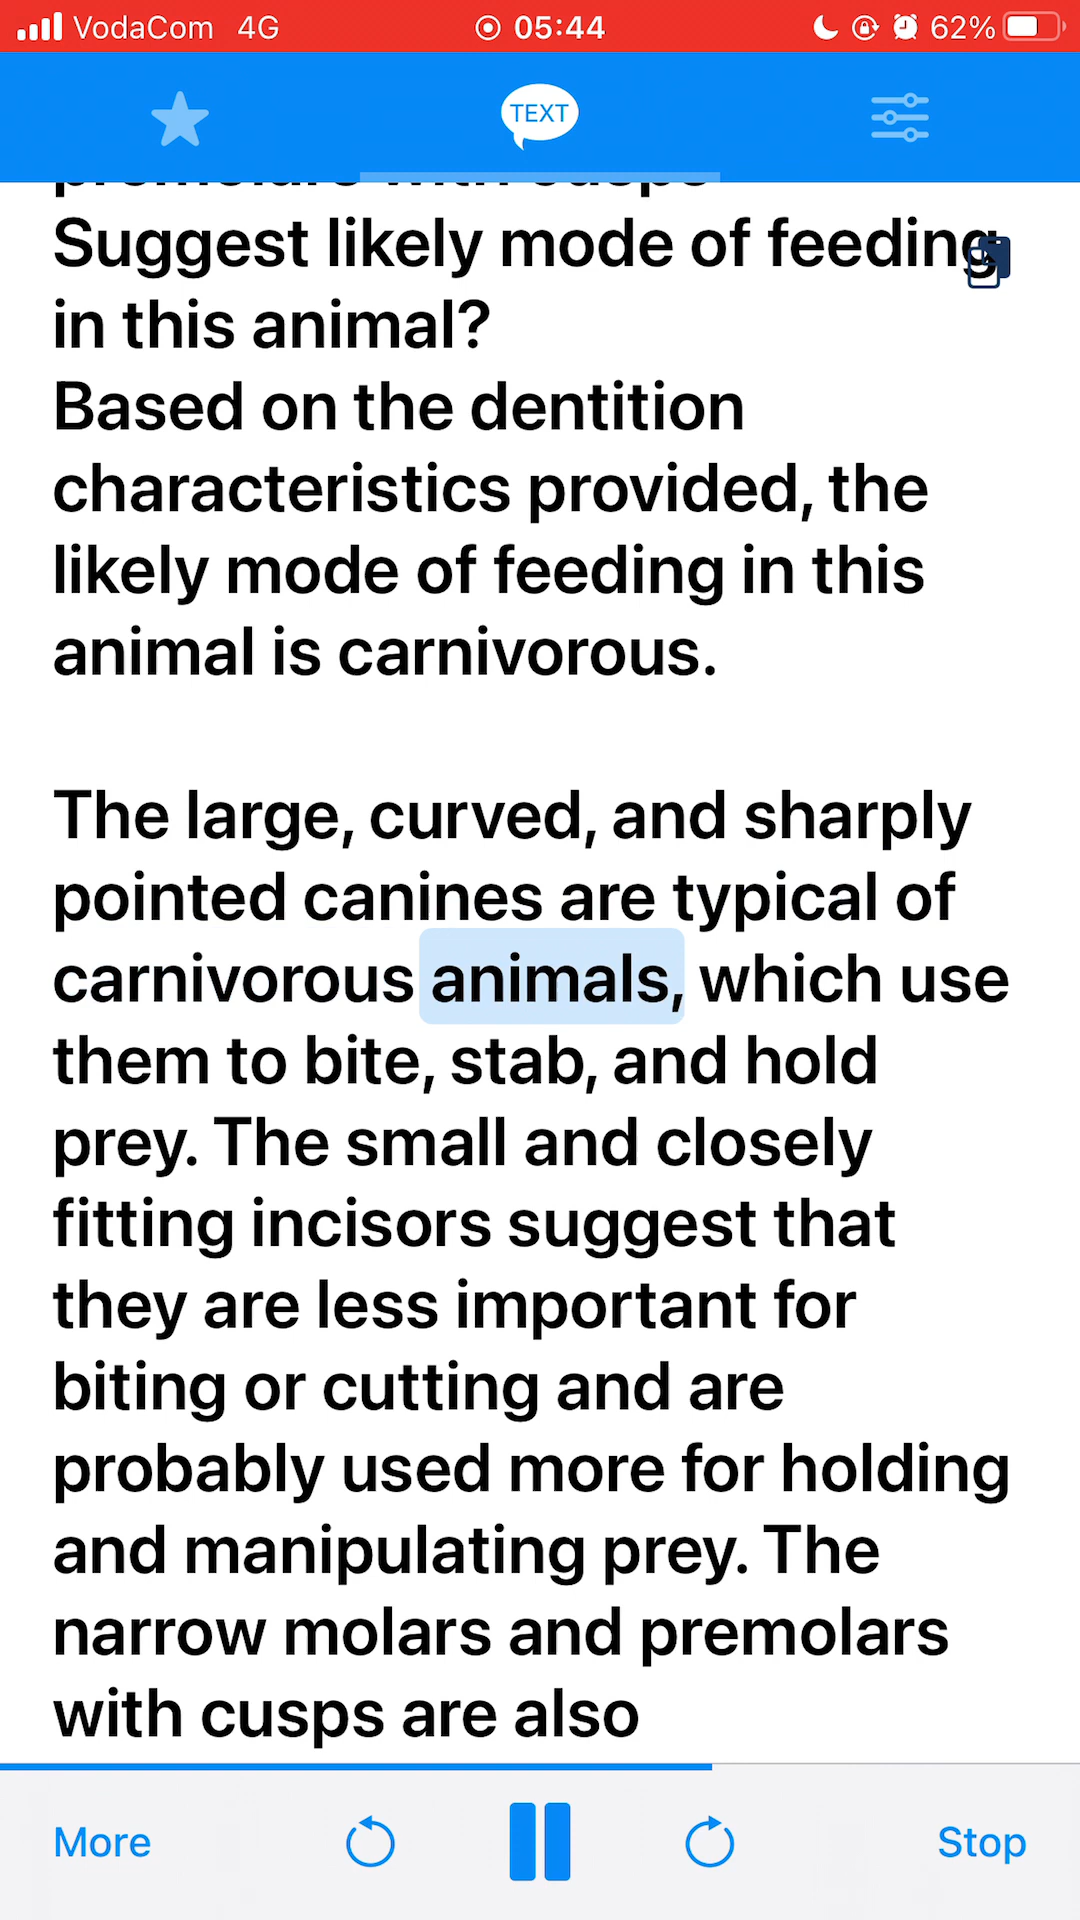 VodaCom 4G 05:44 62%
TEXT
premolars with cusps
Suggest likely mode of feeding
in this animal?
Based on the dentition
characteristics provided, the
likely mode of feeding in this
animal is carnivorous.
The large, curved, and sharply
pointed canines are typical of
carnivorous animals, which use
them to bite, stab, and hold
prey. The small and closely
fitting incisors suggest that
they are less important for
biting or cutting and are
probably used more for holding
and manipulating prey. The
narrow molars and premolars
with cusps are also
More
Stop